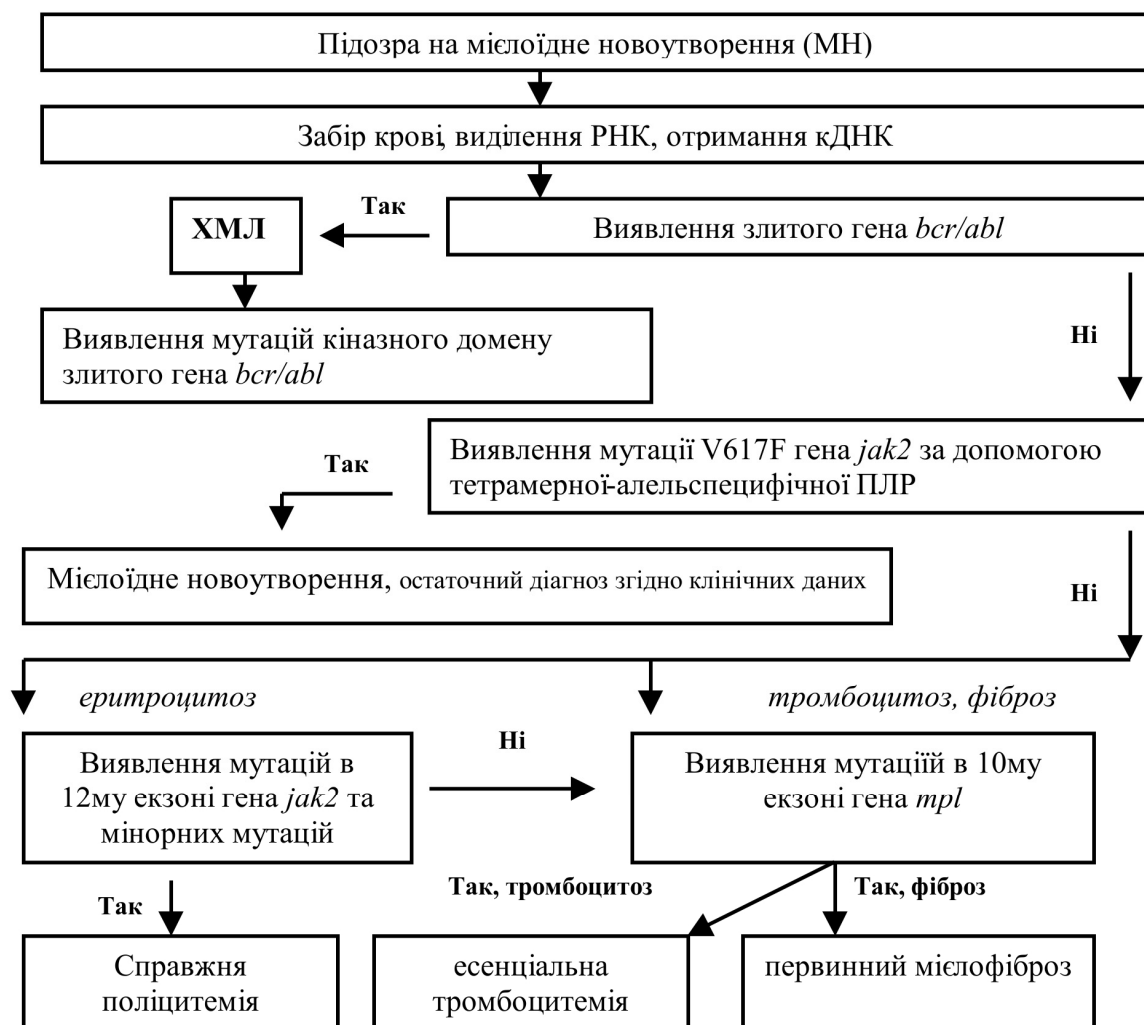 Підозра на мієлоїдне новоутворення (МН)
Забір крові, виділення РНК, отримання кДНК
Так
ХМЛ
Виявлення злитого гена bcr/abl
Виявлення мутацій кіназного домену
злитого гена bcr/abl
Ні
Виявлення мутації V617F гена jak2 за допомогою
тетрамерної-алельспецифічної ПЛР
Так
Мієлоїдне новоутворення, остаточний діагноз згідно клінічних даних
Ні
еритроцитоз
тромбоцитоз, фіброз
Виявлення мутацій в
12му екзоні гена jak2 та
мінорних мутацій
Ні
Виявлення мутаціїй в 10му
екзоні гена mpl
Так
Так, тромбоцитоз
Так, фіброз
Справжня
поліцитемія
есенціальна
тромбоцитемія
первинний мієлофіброз